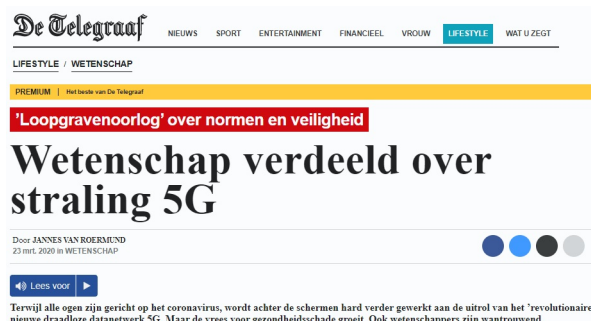 De Telegraaf
NIEUWS SPORT ENTERTAINMENT FINANCIEEL VROUW LIFESTYLE WAT U ZEGT
LIFESTYLE / WETENSCHAP
PREMIUM | Het beste van De Telegraaf
'Loopgravenoorlog' over normen en veiligheid
Wetenschap verdeeld over
straling 5G
Door JANNES VAN ROERMUND
23 mrt. 2020 in WETENSCHAP
Lees voor
Terwijl alle ogen zijn gericht op het coronavirus, wordt achter de schermen hard verder gewerkt aan de uitrol van het 'revolutionaire
nieuwe draadloze datanetwerk 5G. Maar de vrees voor gezondheidsschade groeit. Ook wetenschappers zijn wantrouwend